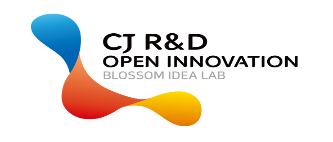 CJ R&D
OPEN INNOVATION
BLOSSOM IDEA LAB